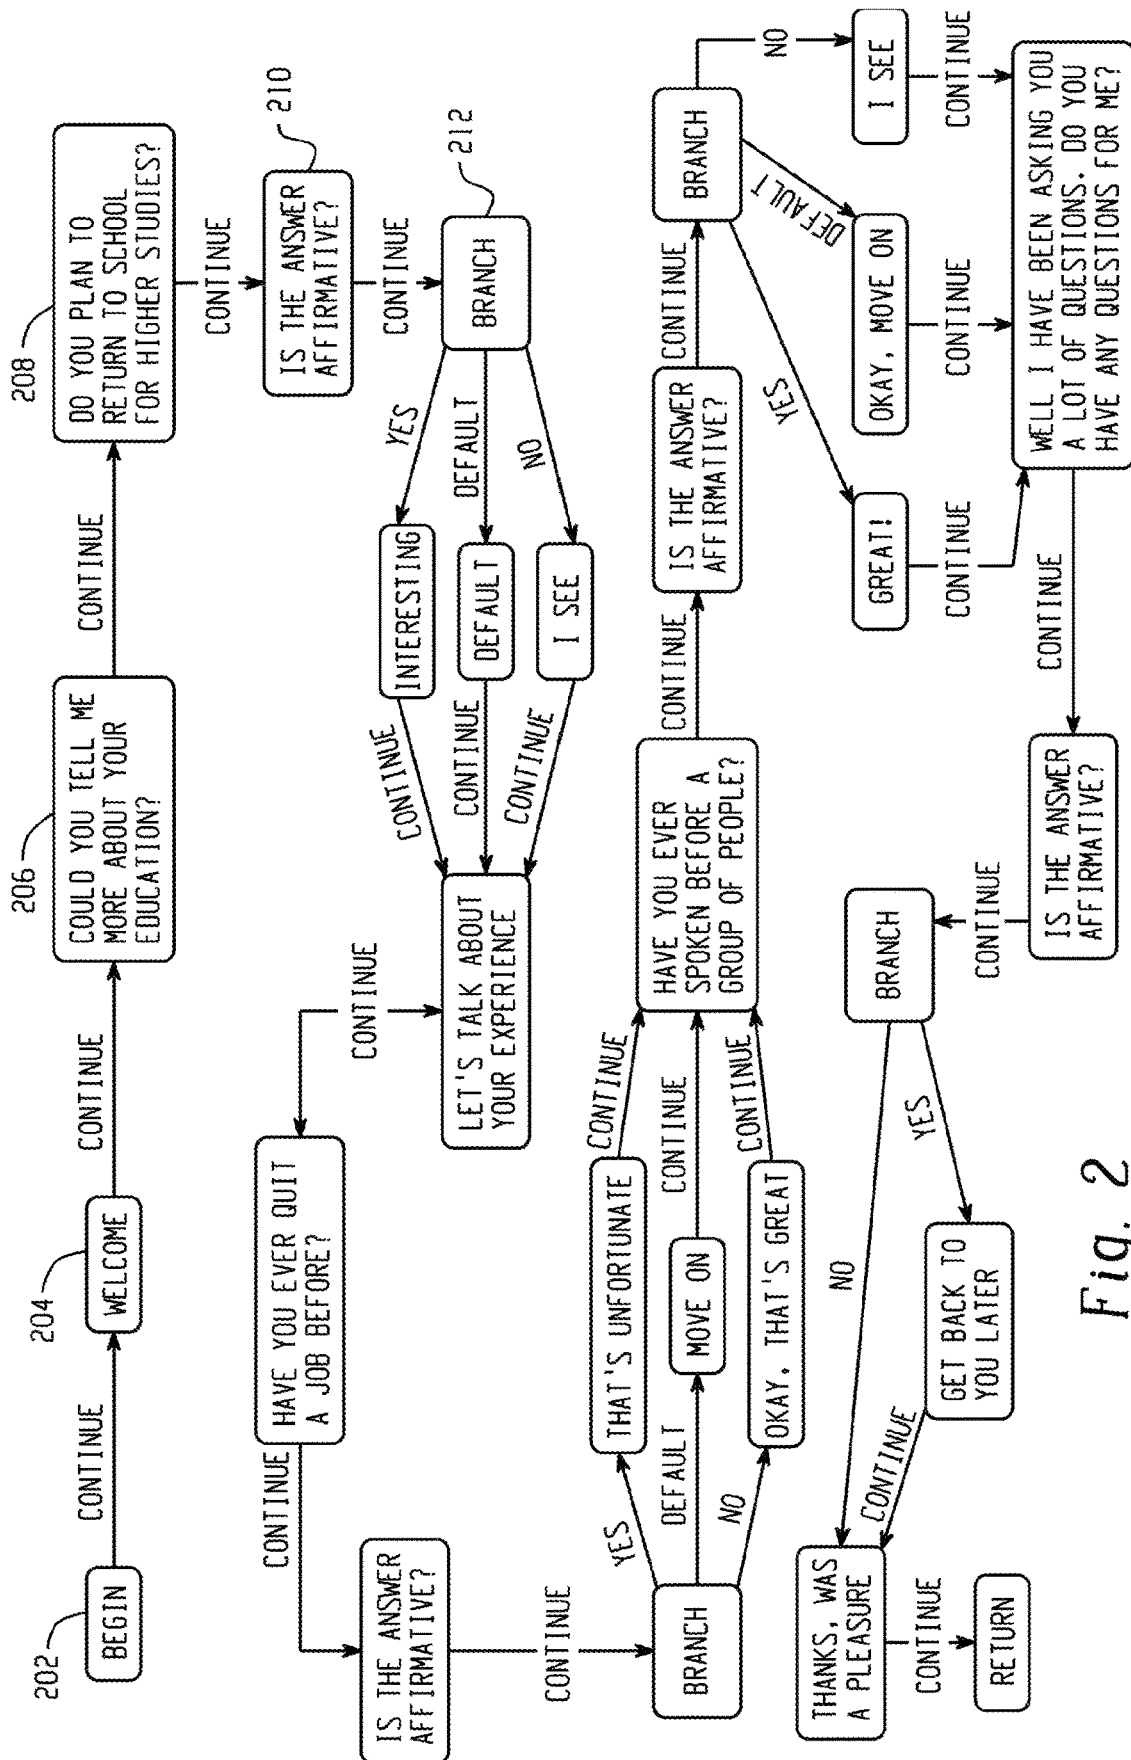 202
BEGIN
CONTINUE
204
WELCOME
CONTINUE
206
COULD YOU TELL ME
MORE ABOUT YOUR
EDUCATION?
CONTINUE
208
DO YOU PLAN TO
RETURN TO SCHOOL
FOR HIGHER STUDIES?
CONTINUE
210
IS THE ANSWER
AFFIRMATIVE?
CONTINUE
212
BRANCH
YES
DEFAULT
NO
INTERESTING
DEFAULT
I SEE
CONTINUE
CONTINUE
CONTINUE
LET'S TALK ABOUT
YOUR EXPERIENCE
CONTINUE
HAVE YOU EVER QUIT
A JOB BEFORE?
CONTINUE
IS THE ANSWER
AFFIRMATIVE?
CONTINUE
BRANCH
YES
DEFAULT
NO
THAT'S UNFORTUNATE
MOVE ON
OKAY, THAT'S GREAT
CONTINUE
CONTINUE
CONTINUE
HAVE YOU EVER
SPOKEN BEFORE A
GROUP OF PEOPLE?
CONTINUE
IS THE ANSWER
AFFIRMATIVE?
CONTINUE
BRANCH
YES
DEFAULT
NO
GREAT!
OKAY, MOVE ON
I SEE
CONTINUE
CONTINUE
CONTINUE
WELL I HAVE BEEN ASKING YOU
A LOT OF QUESTIONS. DO YOU
HAVE ANY QUESTIONS FOR ME?
CONTINUE
IS THE ANSWER
AFFIRMATIVE?
CONTINUE
BRANCH
NO
YES
GET BACK TO
YOU LATER
CONTINUE
THANKS, WAS
A PLEASURE
CONTINUE
RETURN
Fig. 2